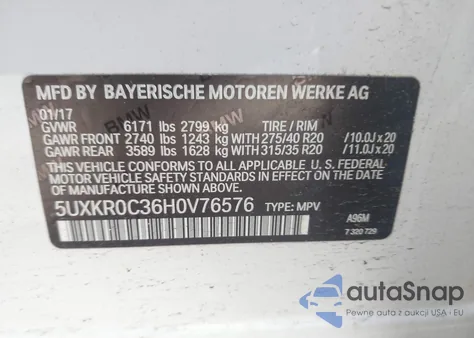 MFD BY BAYERISCHE MOTOREN WERKE AG
01/17
GVWR 6171 lbs 2799 kg TIRE / RIM
GAWR FRONT 2740 lbs 1243 kg WITH 275/40 R20 /10.0J x 20
GAWR REAR 3589 lbs 1628 kg WITH 315/35 R20 /11.0J x 20
THIS VEHICLE CONFORMS TO ALL APPLICABLE U.S. FEDERAL
MOTOR VEHICLE SAFETY STANDARDS IN EFFECT ON THE DATE
OF MANUFACTURE SHOWN ABOVE.
5UXKR0C36H0V76576 TYPE: MPV
A96M
7 320 729
autoSnap
Pewne auta z aukcji USA - EU